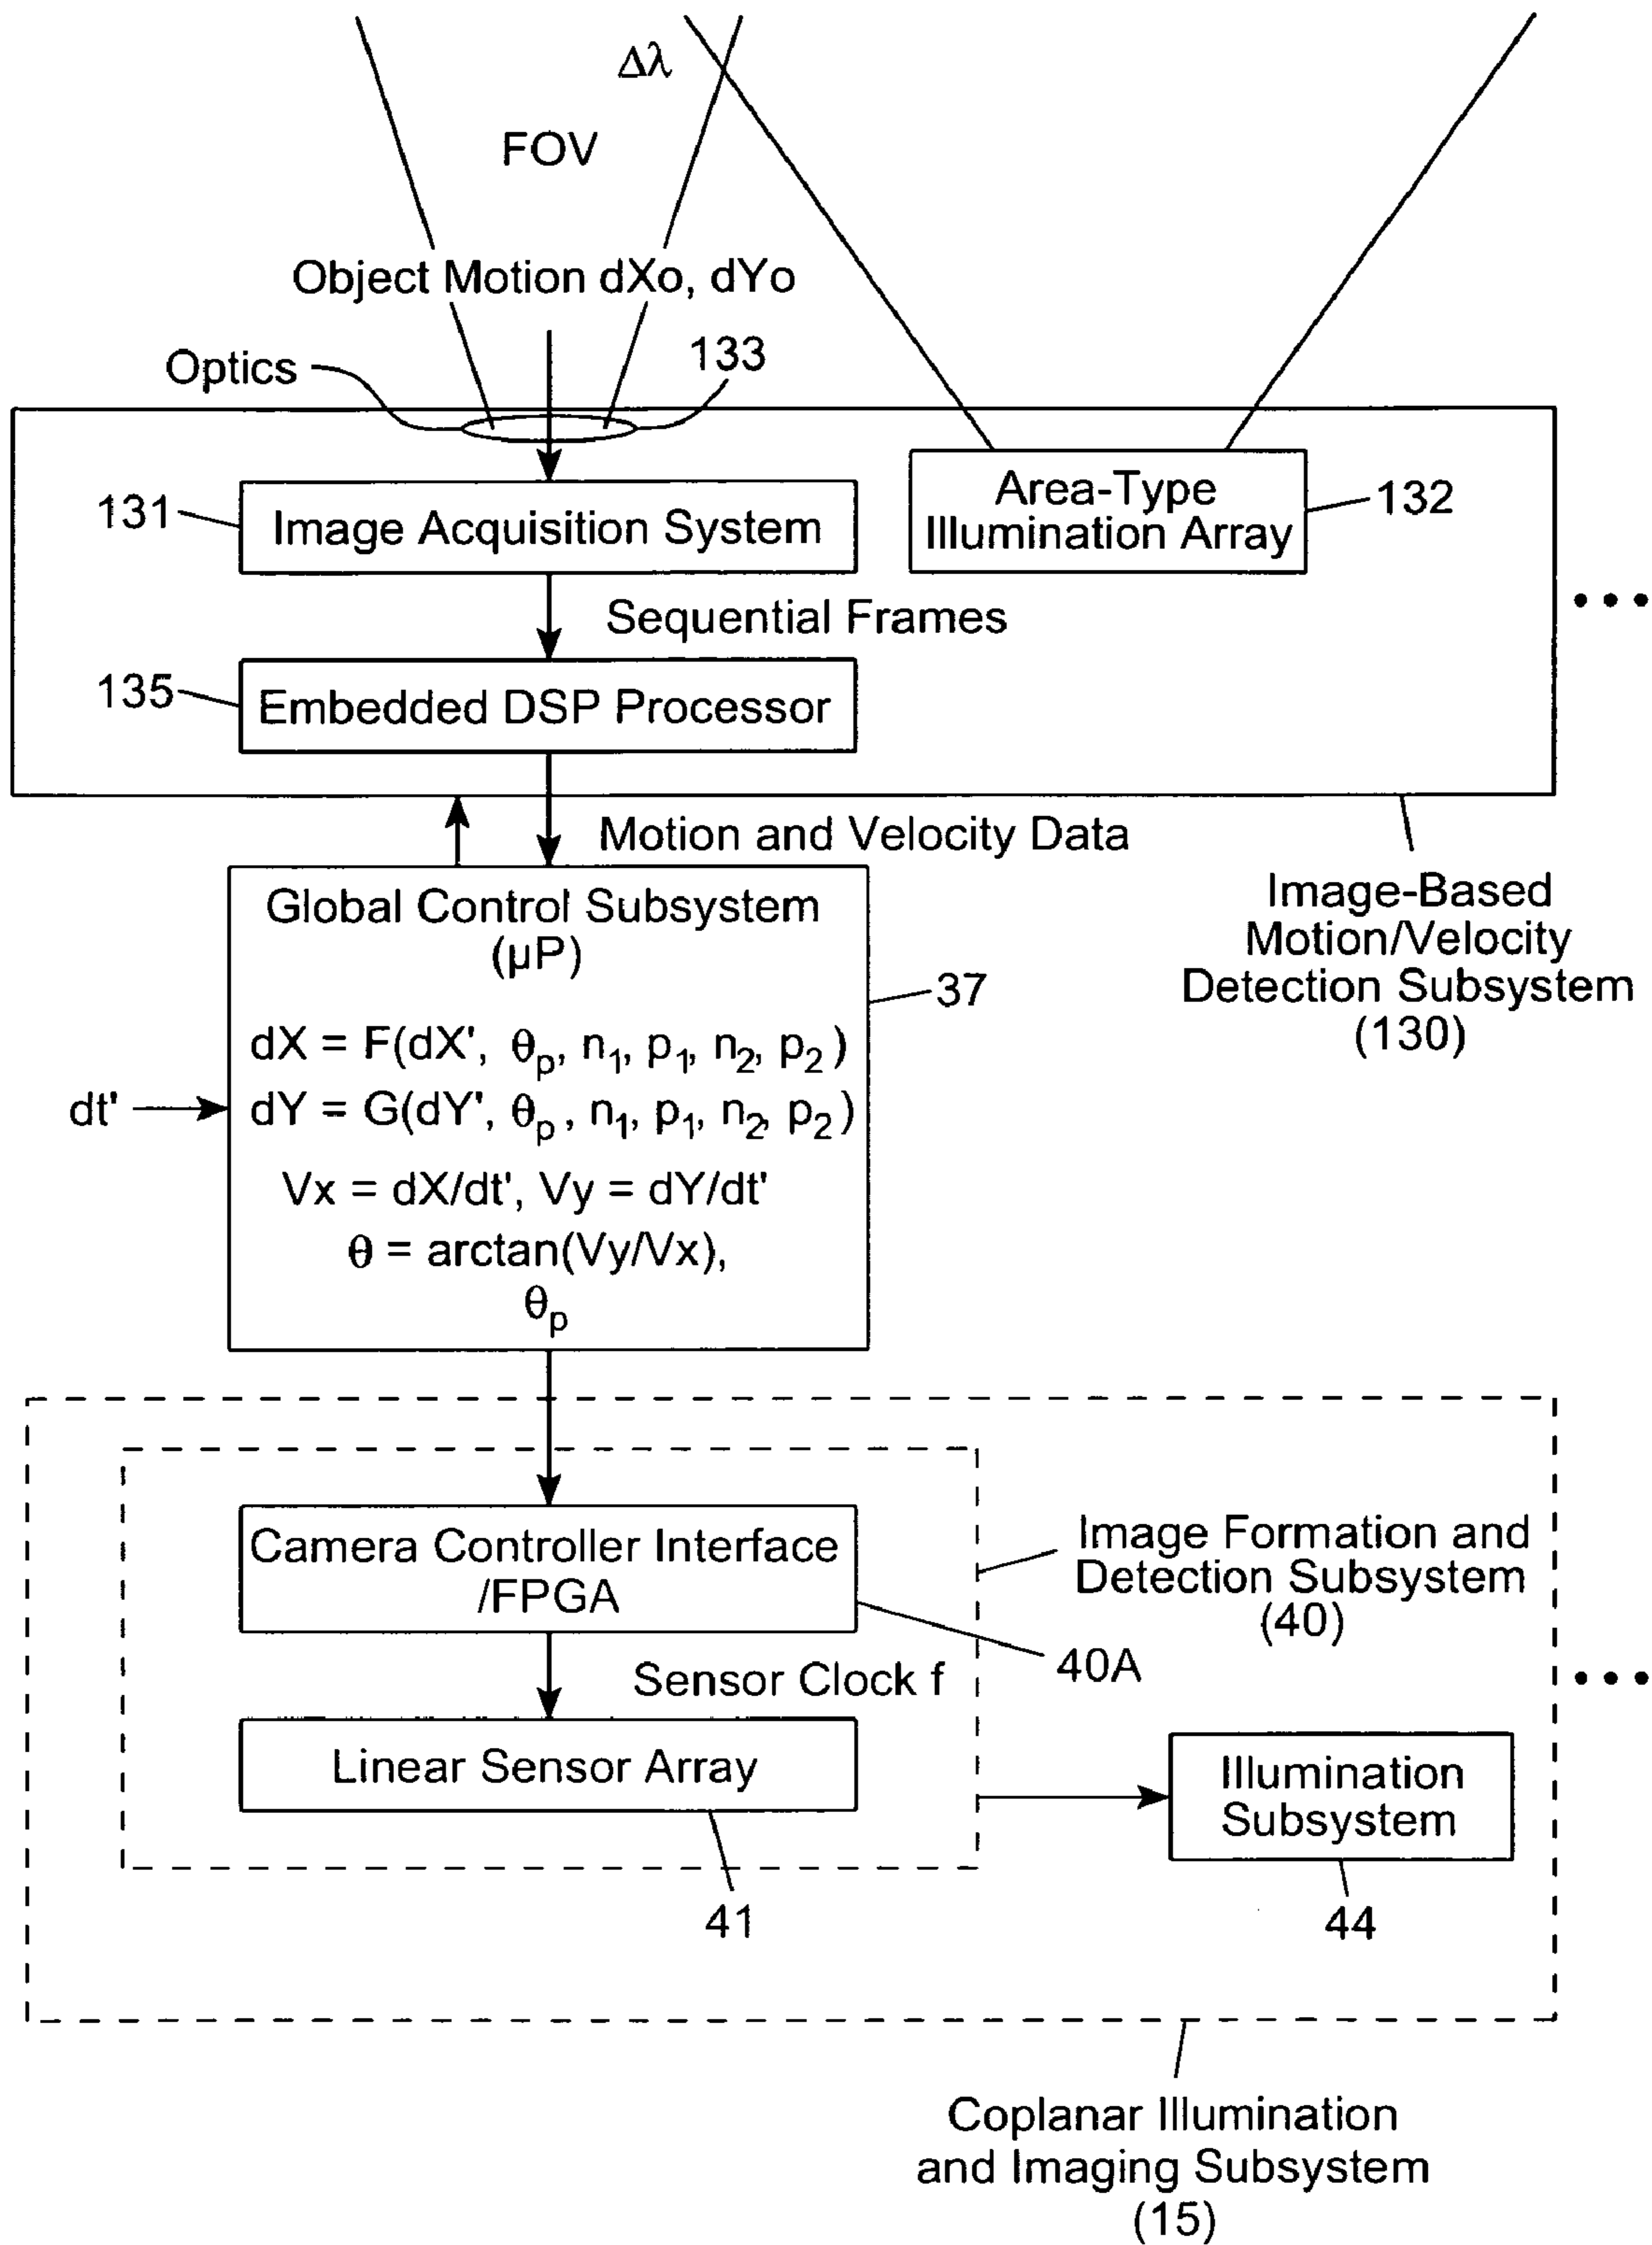 Δλ
FOV
Object Motion dXo, dYo
Optics
133
131
Image Acquisition System
Area-Type
Illumination Array
132
Sequential Frames
135
Embedded DSP Processor
Motion and Velocity Data
Image-Based
Motion/Velocity
Detection Subsystem
(130)
Global Control Subsystem
(µP)
37
dX = F(dX', θp, n1, p1, n2, p2)
dt'
dY = G(dY', θp, n1, p1, n2, p2)
Vx = dX/dt', Vy = dY/dt'
θ = arctan(Vy/Vx),
θp
Camera Controller Interface
/FPGA
Image Formation and
Detection Subsystem
(40)
40A
Sensor Clock f
Linear Sensor Array
41
Illumination
Subsystem
44
Coplanar Illumination
and Imaging Subsystem
(15)